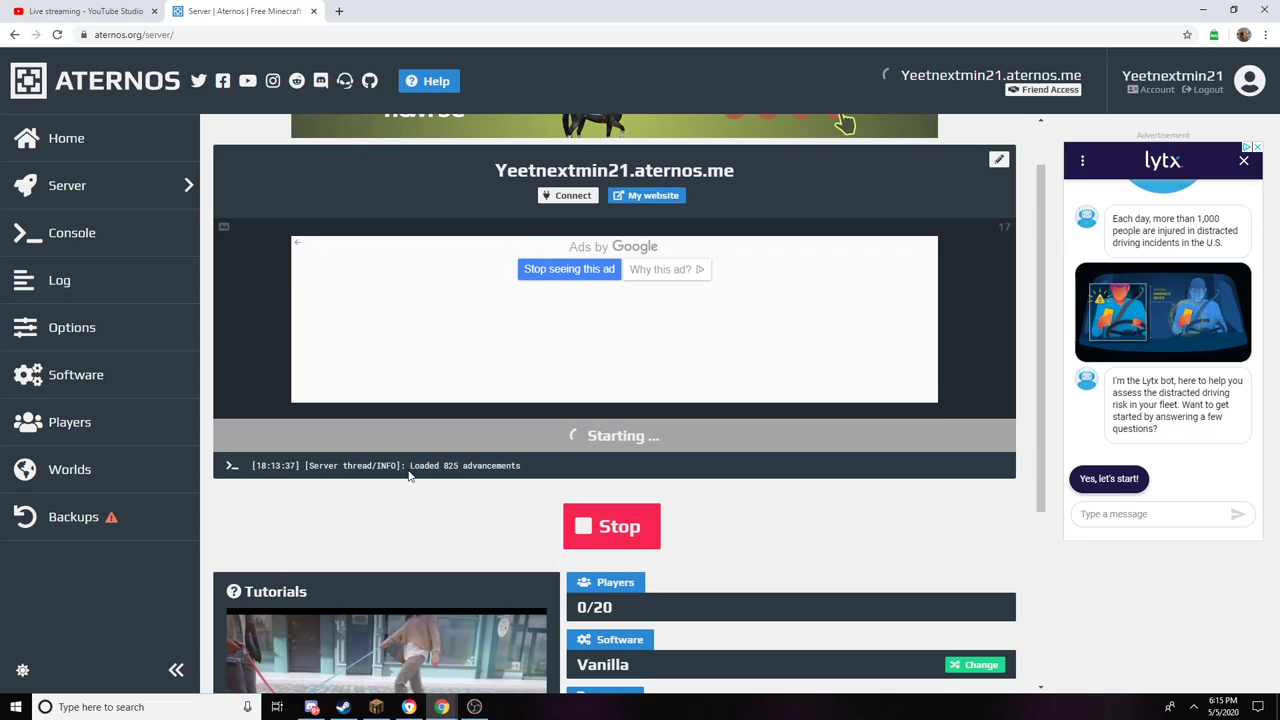 Live streaming - YouTube Studio
Server | Aternos | Free Minecraft
aternos.org/server/
ATERNOS
Help
Yeetnextmin21.aternos.me
Friend Access
Yeetnextmin21
Account
Logout
Home
Server
Console
Log
Options
Software
Players
Worlds
Backups
Yeetnextmin21.aternos.me
Connect
My website
Ad
17
Ads by Google
Stop seeing this ad
Why this ad?
Starting ...
[18:13:37] [Server thread/INFO]: Loaded 825 advancements
Stop
Tutorials
Players
0/20
Software
Vanilla
Change
Advertisement
lytx
Each day, more than 1,000
people are injured in distracted
driving incidents in the U.S.
I'm the Lytx bot, here to help you
assess the distracted driving
risk in your fleet. Want to get
started by answering a few
questions?
Yes, let's start!
Type a message
Type here to search
6:15 PM
5/5/2020